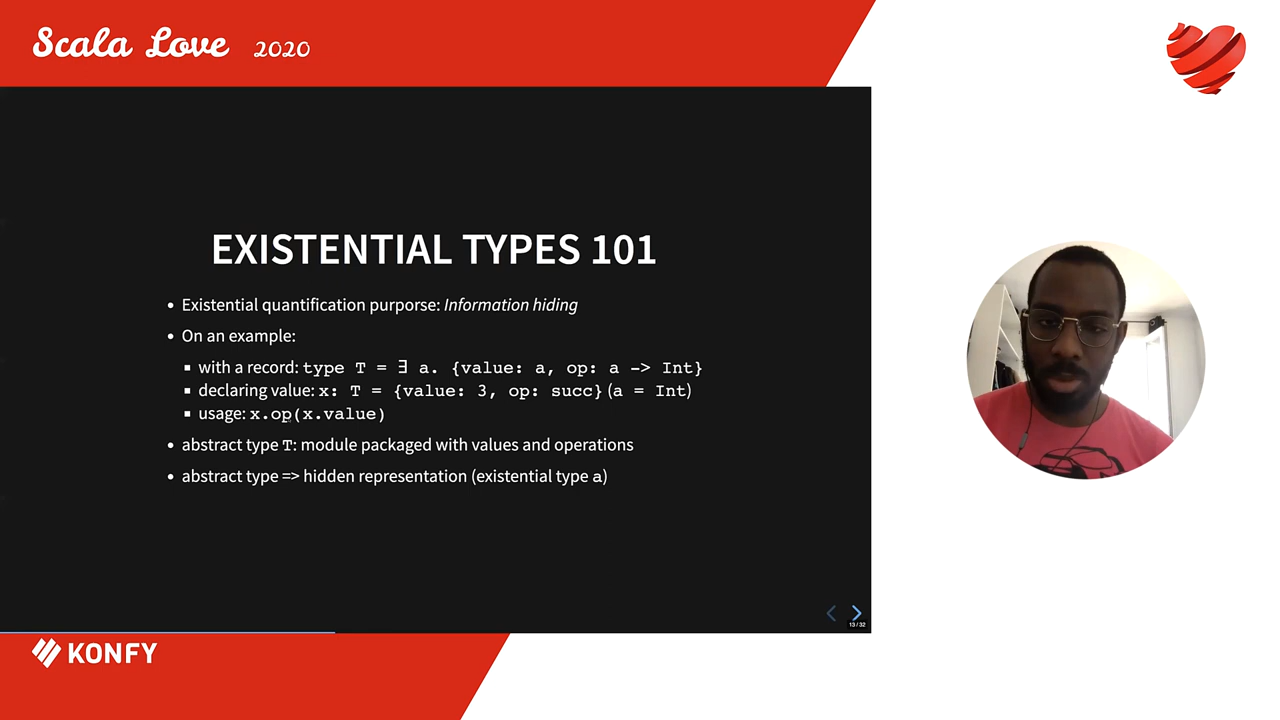 Scala Love 2020
EXISTENTIAL TYPES 101
• Existential quantification purporse: Information hiding
• On an example:
▪ with a record: type T = ∃ a. {value: a, op: a -> Int}
▪ declaring value: x: T = {value: 3, op: succ} (a = Int)
▪ usage: x.op(x.value)
• abstract type T: module packaged with values and operations
• abstract type => hidden representation (existential type a)
13 / 32
KONFY